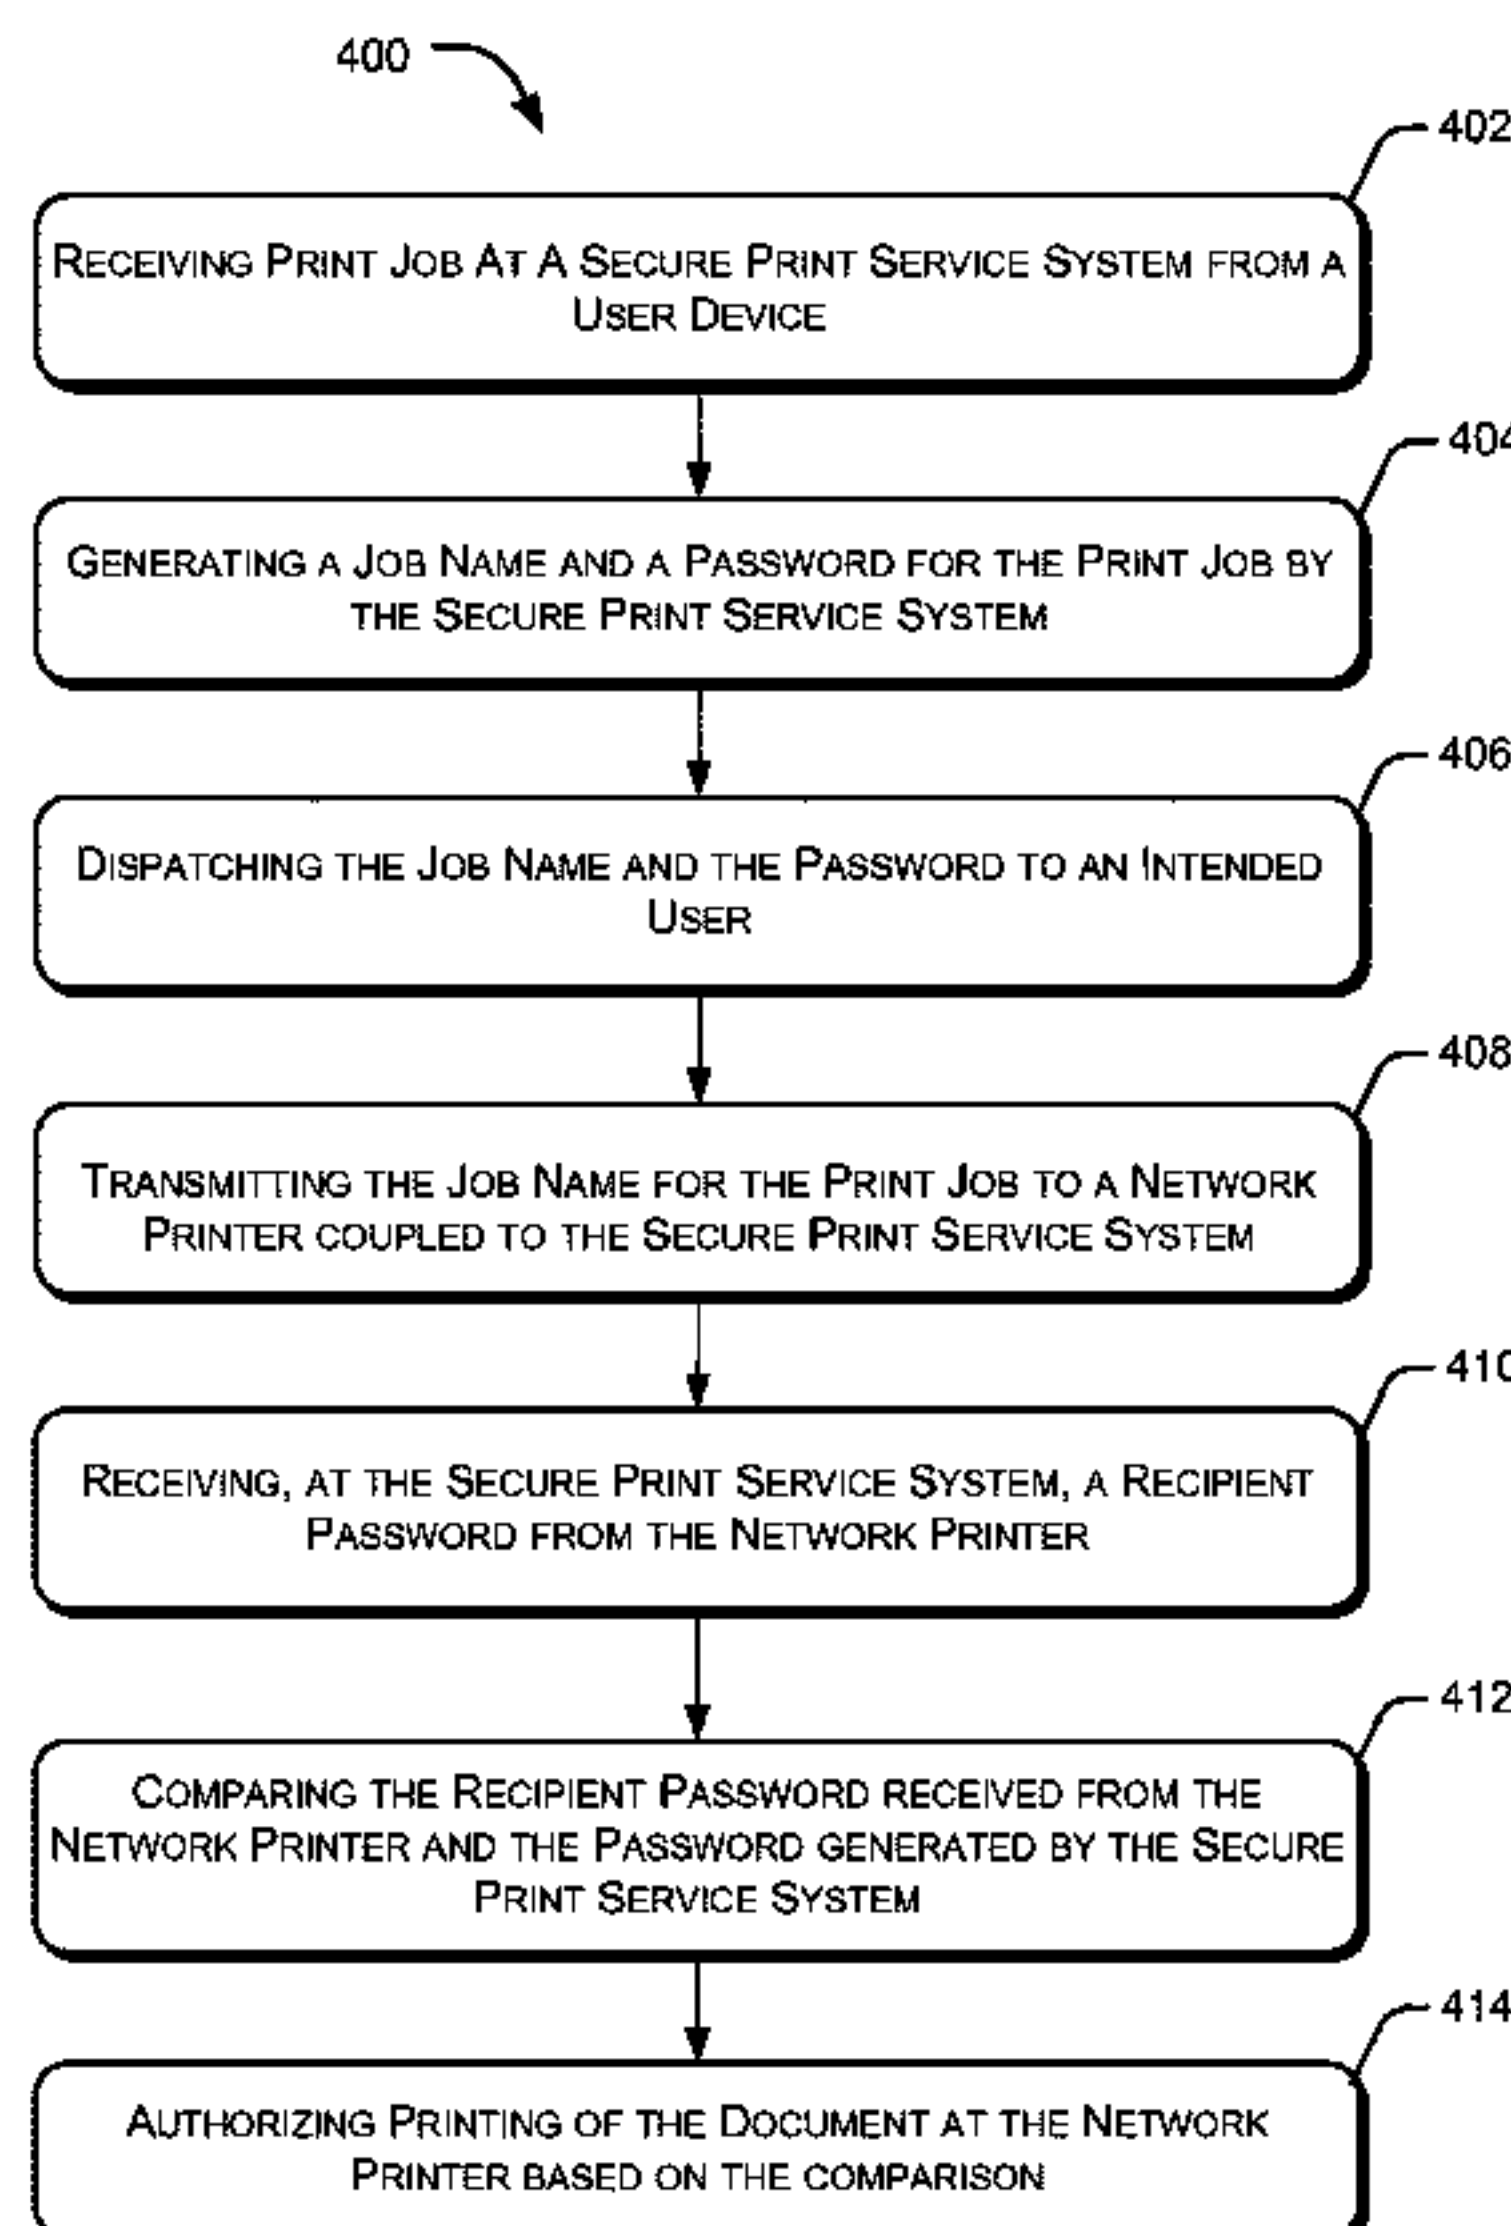 400
402
RECEIVING PRINT JOB AT A SECURE PRINT SERVICE SYSTEM FROM A
USER DEVICE
404
GENERATING A JOB NAME AND A PASSWORD FOR THE PRINT JOB BY
THE SECURE PRINT SERVICE SYSTEM
406
DISPATCHING THE JOB NAME AND THE PASSWORD TO AN INTENDED
USER
408
TRANSMITTING THE JOB NAME FOR THE PRINT JOB TO A NETWORK
PRINTER COUPLED TO THE SECURE PRINT SERVICE SYSTEM
410
RECEIVING, AT THE SECURE PRINT SERVICE SYSTEM, A RECIPIENT
PASSWORD FROM THE NETWORK PRINTER
412
COMPARING THE RECIPIENT PASSWORD RECEIVED FROM THE
NETWORK PRINTER AND THE PASSWORD GENERATED BY THE SECURE
PRINT SERVICE SYSTEM
414
AUTHORIZING PRINTING OF THE DOCUMENT AT THE NETWORK
PRINTER BASED ON THE COMPARISON